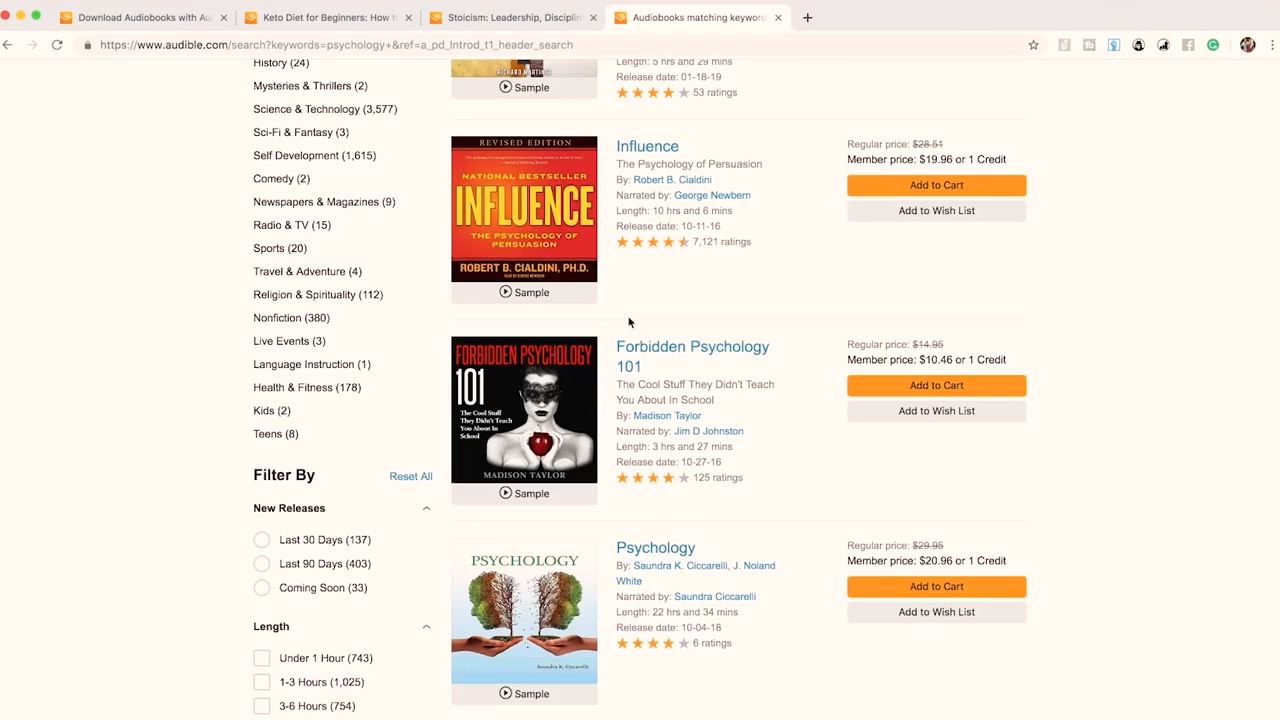 Download Audiobooks with Au
Keto Diet for Beginners: How t
Stoicism: Leadership, Disciplin
Audiobooks matching keyword
https://www.audible.com/search?keywords=psychology+&ref=a_pd_Introd_t1_header_search
History (24)
Mysteries & Thrillers (2)
Science & Technology (3,577)
Sci-Fi & Fantasy (3)
Self Development (1,615)
Comedy (2)
Newspapers & Magazines (9)
Radio & TV (15)
Sports (20)
Travel & Adventure (4)
Religion & Spirituality (112)
Nonfiction (380)
Live Events (3)
Language Instruction (1)
Health & Fitness (178)
Kids (2)
Teens (8)
Filter By
Reset All
New Releases
Last 30 Days (137)
Last 90 Days (403)
Coming Soon (33)
Length
Under 1 Hour (743)
1-3 Hours (1,025)
3-6 Hours (754)
RICHARD MARTINEZ
Sample
Length: 5 hrs and 29 mins
Release date: 01-18-19
53 ratings
REVISED EDITION
NATIONAL BESTSELLER
INFLUENCE
THE PSYCHOLOGY OF
PERSUASION
ROBERT B. CIALDINI, PH.D.
Sample
Influence
The Psychology of Persuasion
By: Robert B. Cialdini
Narrated by: George Newbern
Length: 10 hrs and 6 mins
Release date: 10-11-16
7,121 ratings
Regular price: $28.51
Member price: $19.96 or 1 Credit
Add to Cart
Add to Wish List
FORBIDDEN PSYCHOLOGY
101
The Cool Stuff
They Didn't Teach
You About In
School
MADISON TAYLOR
Sample
Forbidden Psychology
101
The Cool Stuff They Didn't Teach
You About In School
By: Madison Taylor
Narrated by: Jim D Johnston
Length: 3 hrs and 27 mins
Release date: 10-27-16
125 ratings
Regular price: $14.95
Member price: $10.46 or 1 Credit
Add to Cart
Add to Wish List
PSYCHOLOGY
Saundra K. Ciccarelli
Sample
Psychology
By: Saundra K. Ciccarelli, J. Noland
White
Narrated by: Saundra Ciccarelli
Length: 22 hrs and 34 mins
Release date: 10-04-18
6 ratings
Regular price: $29.95
Member price: $20.96 or 1 Credit
Add to Cart
Add to Wish List